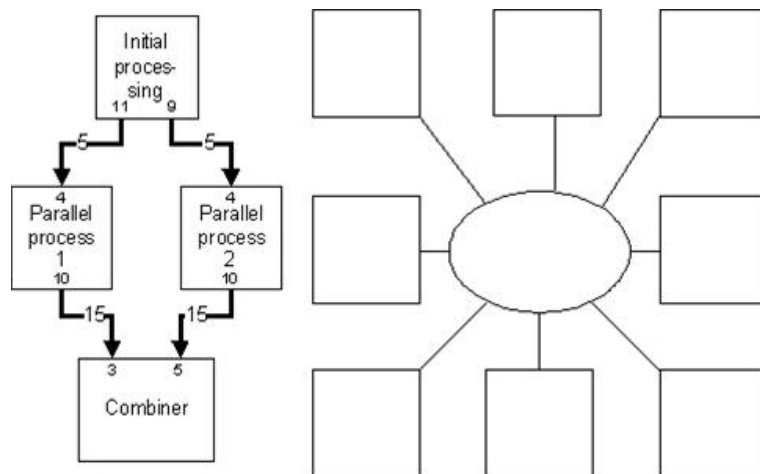 Initial
proces-
sing
11 9
5 5
4 4
Parallel Parallel
process process
1 2
10 10
15 15
3 5
Combiner